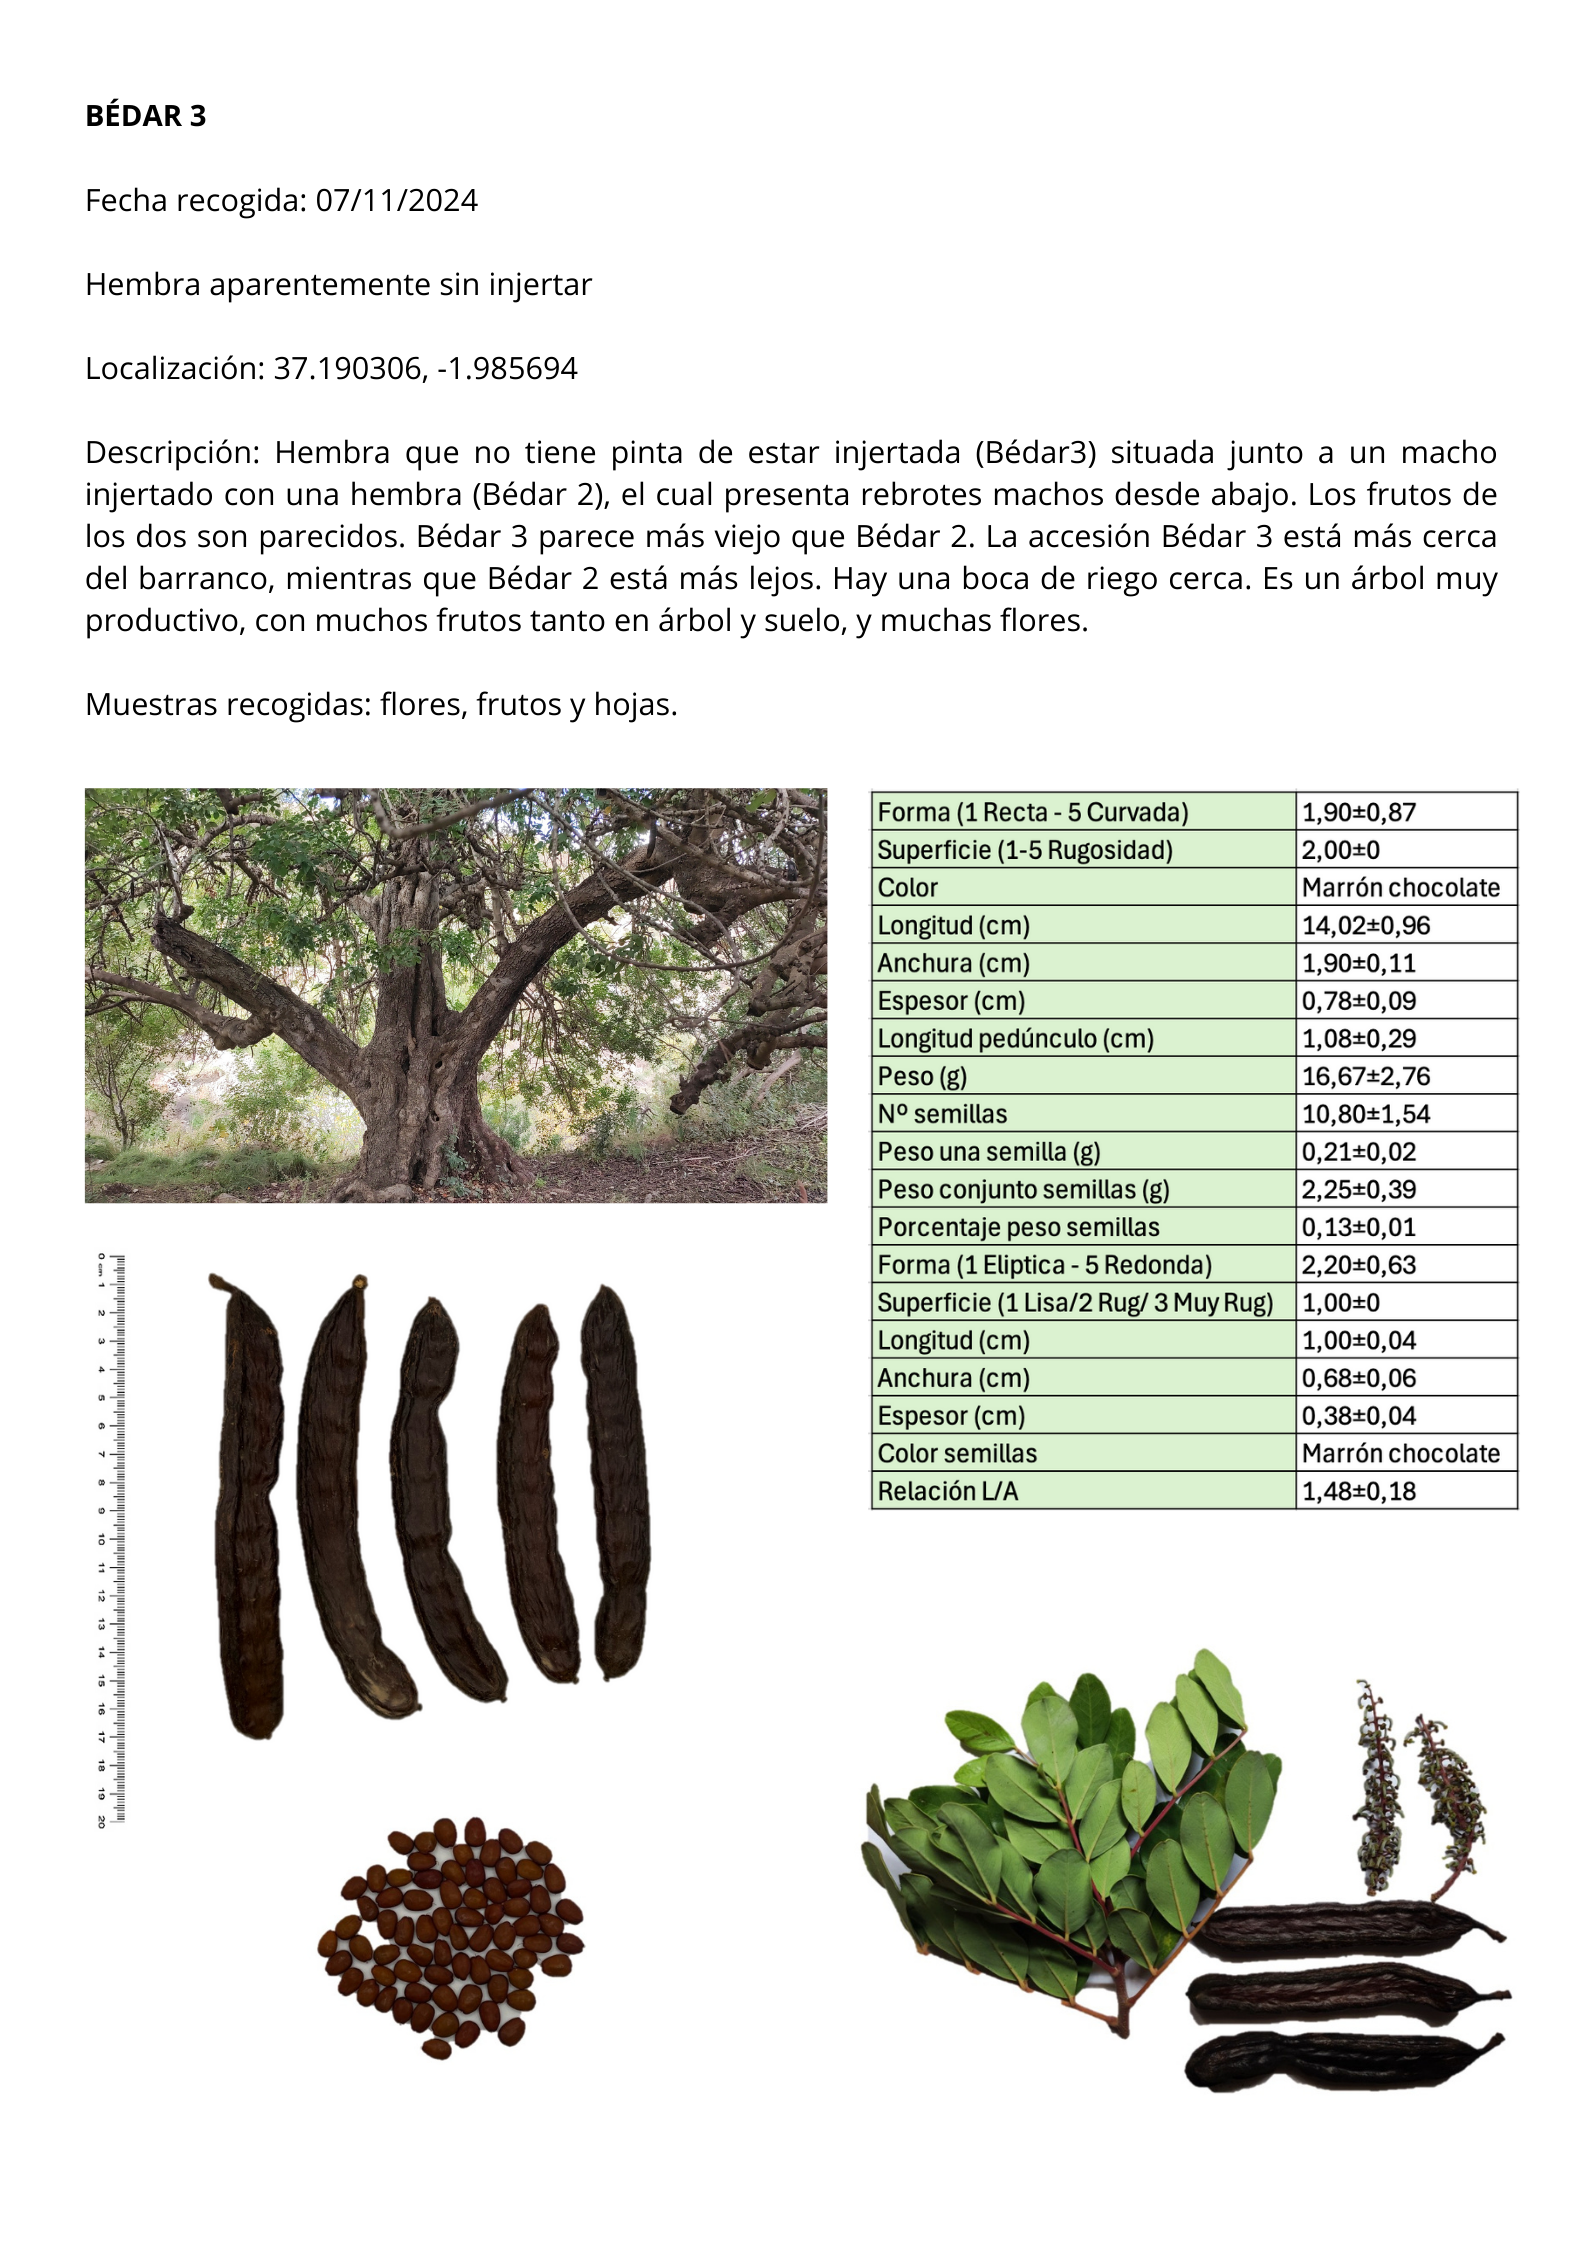 BÉDAR 3
Fecha recogida: 07/11/2024
Hembra aparentemente sin injertar
Localización: 37.190306, -1.985694
Descripción: Hembra que no tiene pinta de estar injertada (Bédar3) situada junto a un macho
injertado con una hembra (Bédar 2), el cual presenta rebrotes machos desde abajo. Los frutos de
los dos son parecidos. Bédar 3 parece más viejo que Bédar 2. La accesión Bédar 3 está más cerca
del barranco, mientras que Bédar 2 está más lejos. Hay una boca de riego cerca. Es un árbol muy
productivo, con muchos frutos tanto en árbol y suelo, y muchas flores.
Muestras recogidas: flores, frutos y hojas.
Forma (1 Recta - 5 Curvada) 1,90±0,87
Superficie (1-5 Rugosidad) 2,00±0
Color Marrón chocolate
Longitud (cm) 14,02±0,96
Anchura (cm) 1,90±0,11
Espesor (cm) 0,78±0,09
Longitud pedúnculo (cm) 1,08±0,29
Peso (g) 16,67±2,76
Nº semillas 10,80±1,54
Peso una semilla (g) 0,21±0,02
Peso conjunto semillas (g) 2,25±0,39
Porcentaje peso semillas 0,13±0,01
Forma (1 Eliptica - 5 Redonda) 2,20±0,63
Superficie (1 Lisa/2 Rug/ 3 Muy Rug) 1,00±0
Longitud (cm) 1,00±0,04
Anchura (cm) 0,68±0,06
Espesor (cm) 0,38±0,04
Color semillas Marrón chocolate
Relación L/A 1,48±0,18
0 cm 1 2 3 4 5 6 7 8 9 10 11 12 13 14 15 16 17 18 19 20